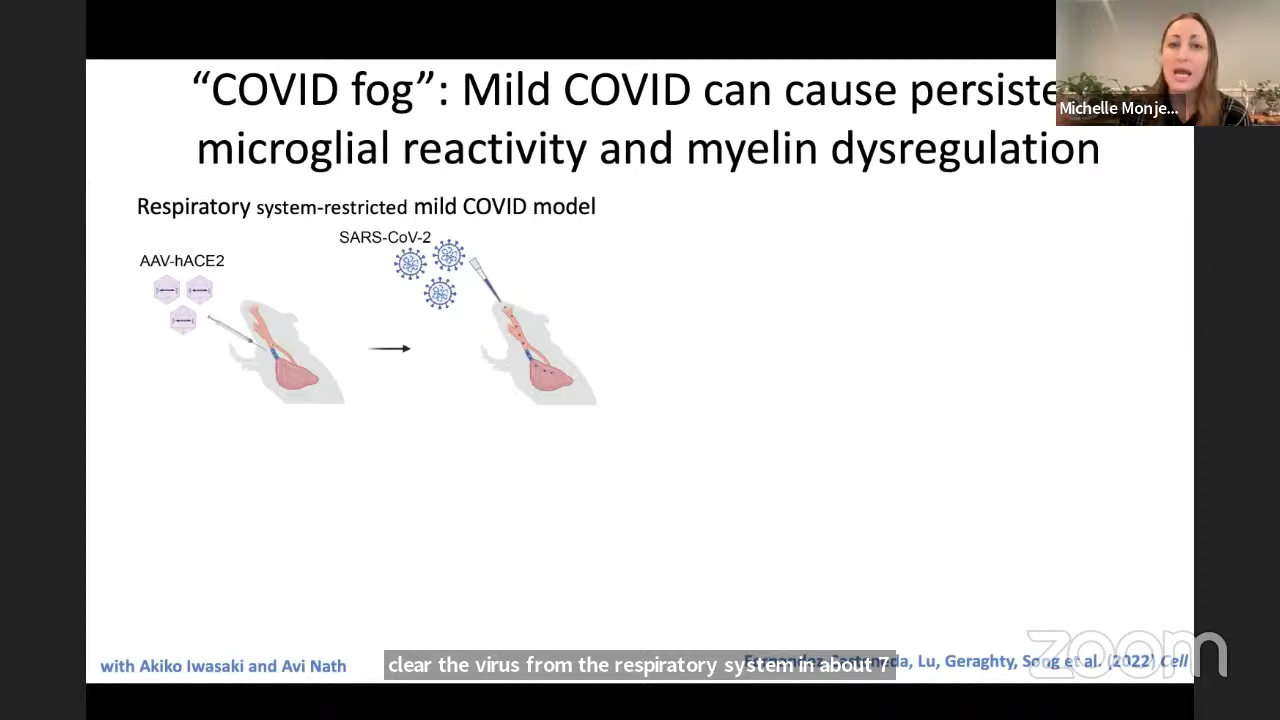 “COVID fog”: Mild COVID can cause persiste
microglial reactivity and myelin dysregulation
Michelle Monje...
Respiratory system-restricted mild COVID model
SARS-CoV-2
AAV-hACE2
with Akiko Iwasaki and Avi Nath
clear the virus from the respiratory system in about 7
Lu, Geraghty, Song et al. (2022) Cell
zoom